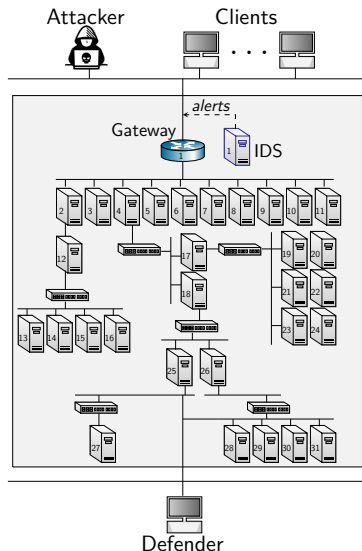 Attacker
Clients
alerts
Gateway
1
1
IDS
2 3 4 5 6 7 8 9 10 11
12
17
19 20
18
21 22
13 14 15 16
23 24
25 26
27
28 29 30 31
Defender